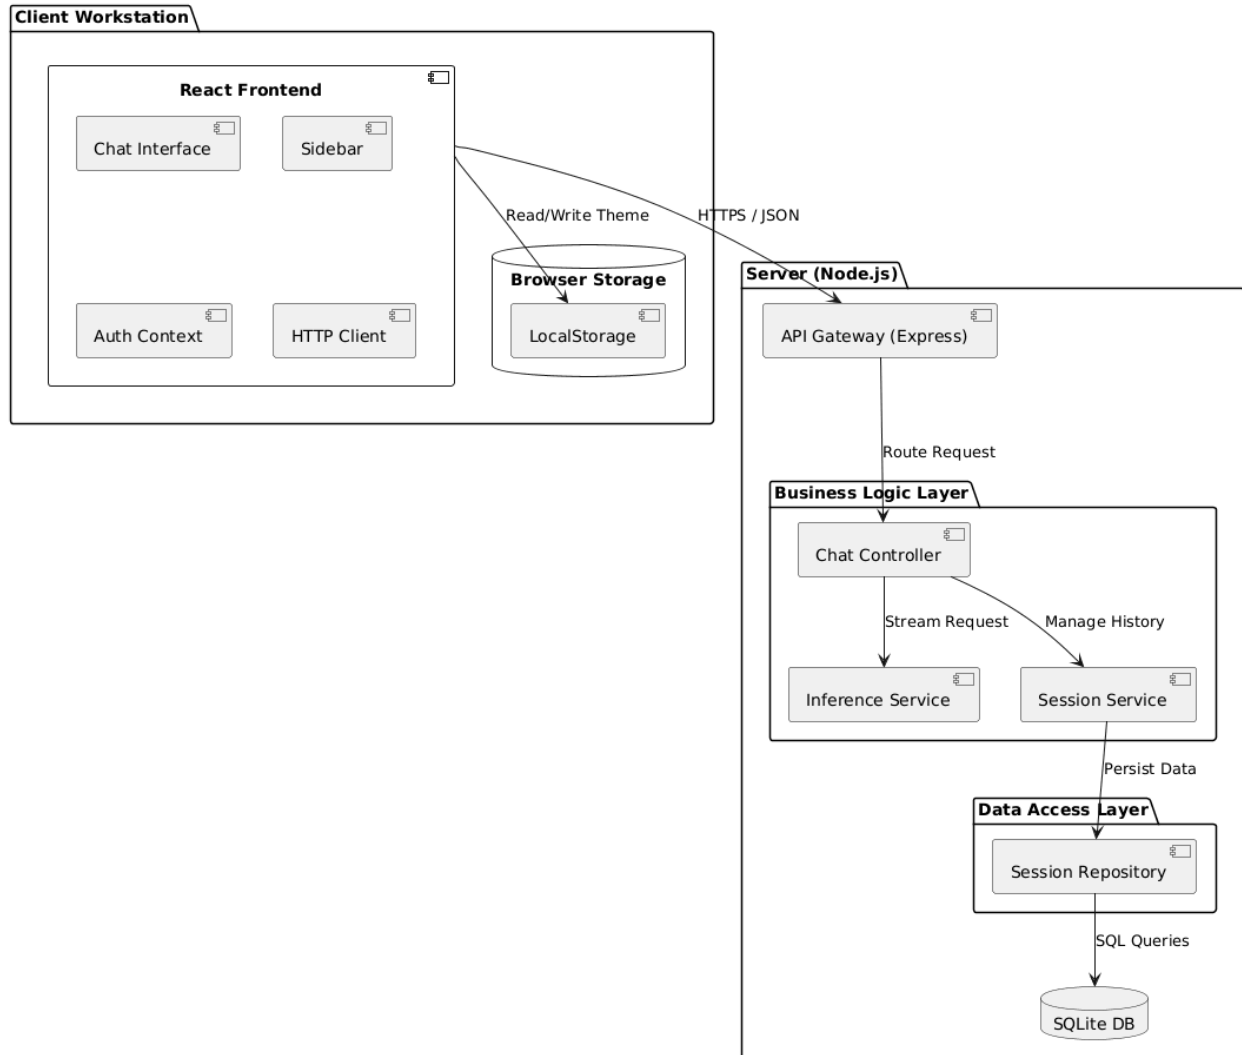 Client Workstation
React Frontend
Chat Interface
Sidebar
Auth Context
HTTP Client
Read/Write Theme
HTTPS / JSON
Browser Storage
LocalStorage
Server (Node.js)
API Gateway (Express)
Route Request
Business Logic Layer
Chat Controller
Stream Request
Manage History
Inference Service
Session Service
Persist Data
Data Access Layer
Session Repository
SQL Queries
SQLite DB